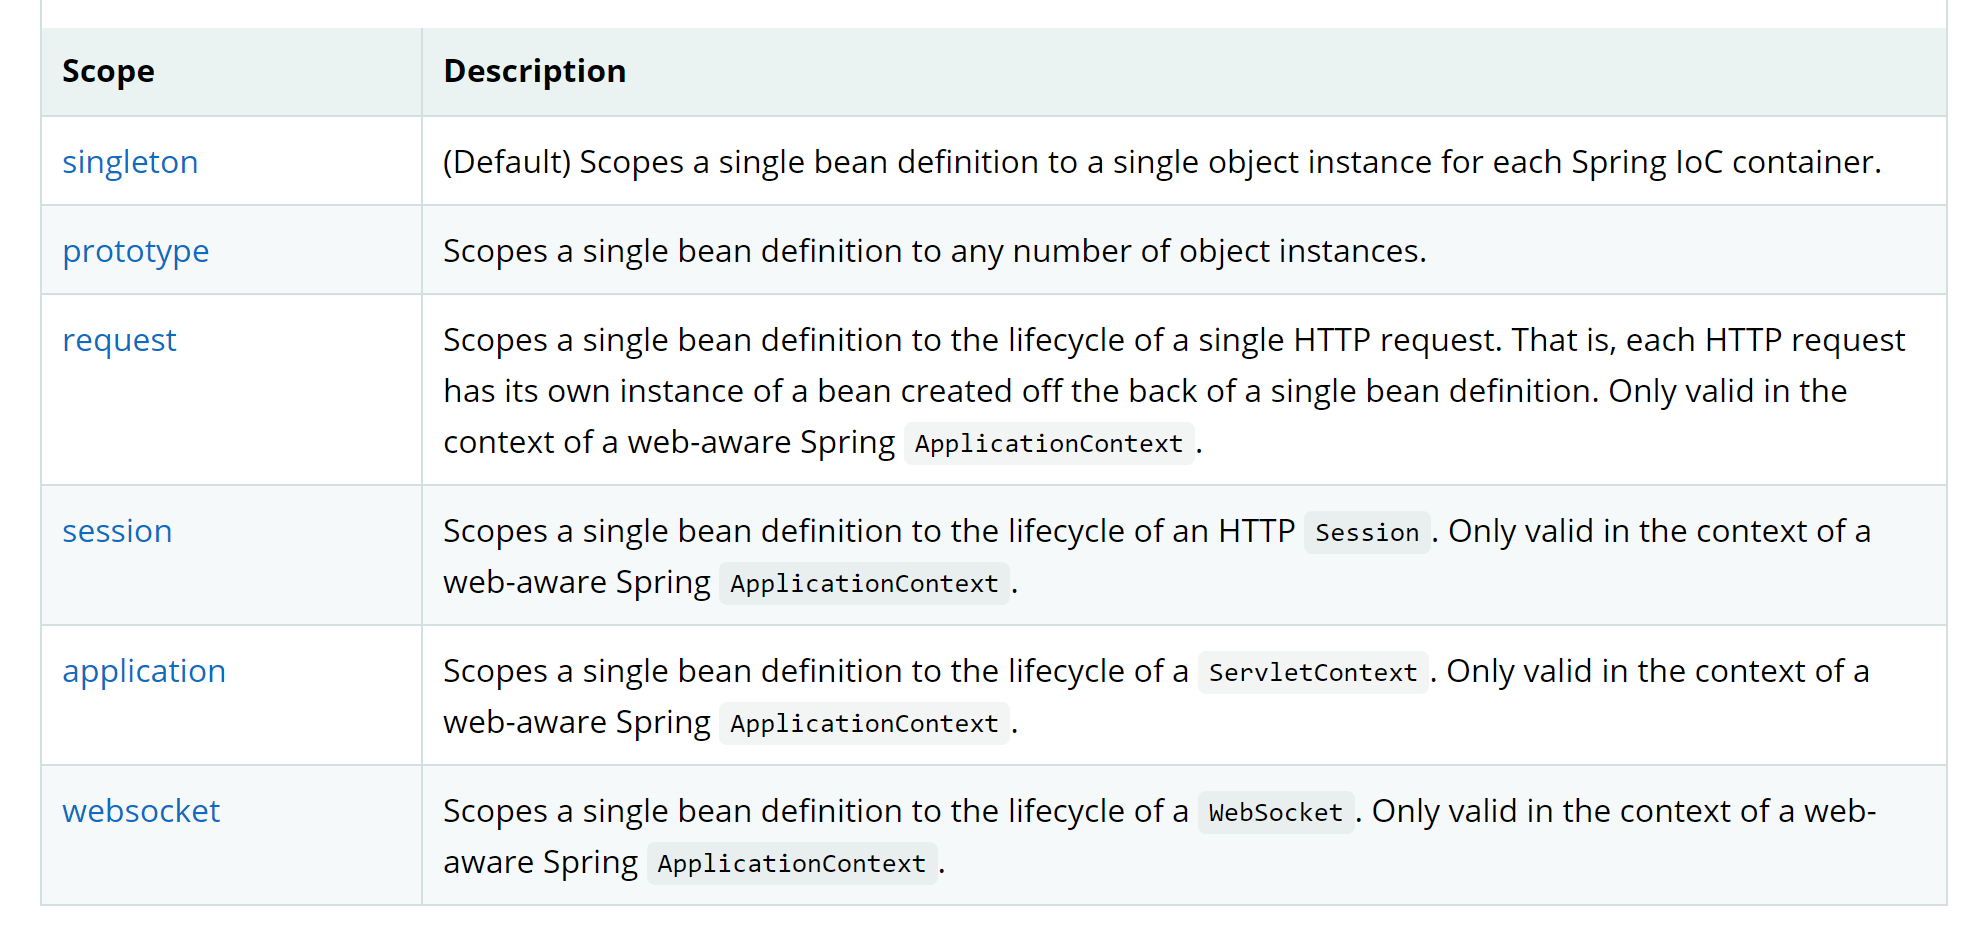 Scope Description
singleton (Default) Scopes a single bean definition to a single object instance for each Spring IoC container.
prototype Scopes a single bean definition to any number of object instances.
request Scopes a single bean definition to the lifecycle of a single HTTP request. That is, each HTTP request
has its own instance of a bean created off the back of a single bean definition. Only valid in the
context of a web-aware Spring ApplicationContext.
session Scopes a single bean definition to the lifecycle of an HTTP Session. Only valid in the context of a
web-aware Spring ApplicationContext.
application Scopes a single bean definition to the lifecycle of a ServletContext. Only valid in the context of a
web-aware Spring ApplicationContext.
websocket Scopes a single bean definition to the lifecycle of a WebSocket. Only valid in the context of a web-
aware Spring ApplicationContext.